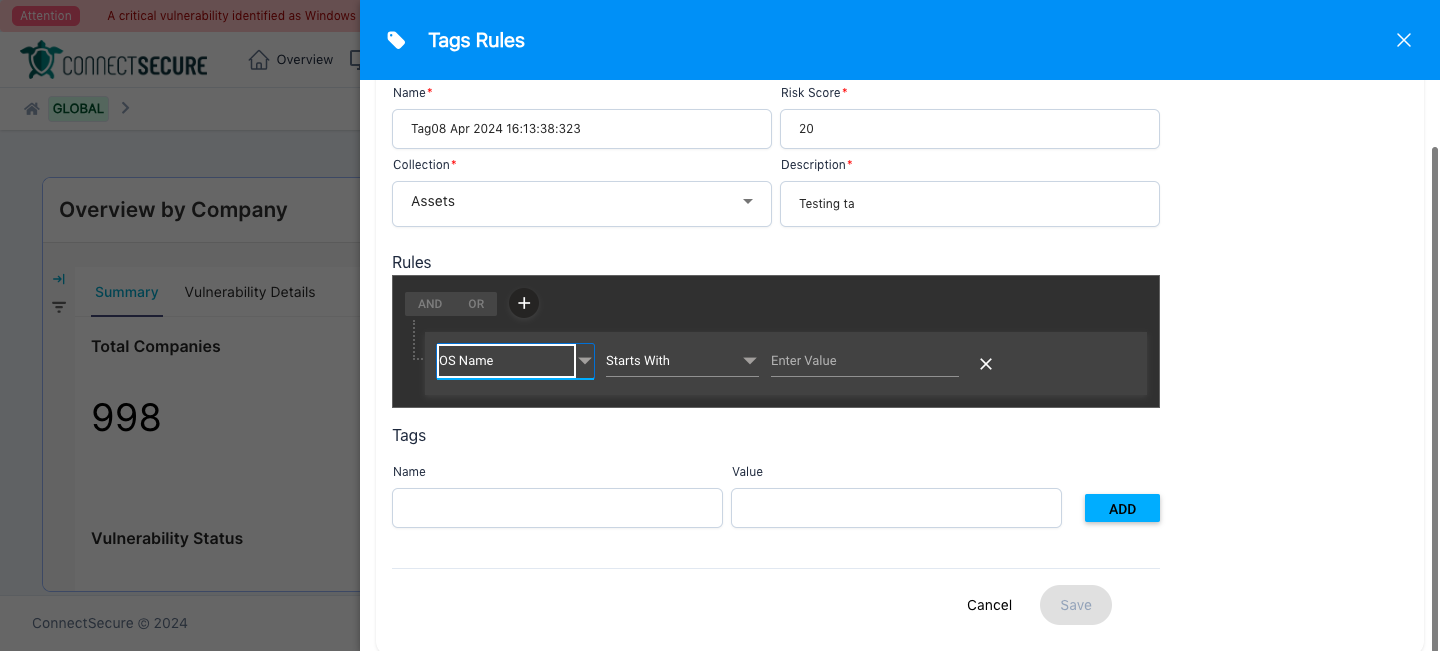 Attention
A critical vulnerability identified as Windows
CONNECTSECURE
Overview
GLOBAL
Overview by Company
Summary
Vulnerability Details
Total Companies
998
Vulnerability Status
ConnectSecure © 2024
Tags Rules
Name*
Risk Score*
Tag08 Apr 2024 16:13:38:323
20
Collection*
Description*
Assets
Testing ta
Rules
AND
OR
+
OS Name
Starts With
Enter Value
Tags
Name
Value
ADD
Cancel
Save